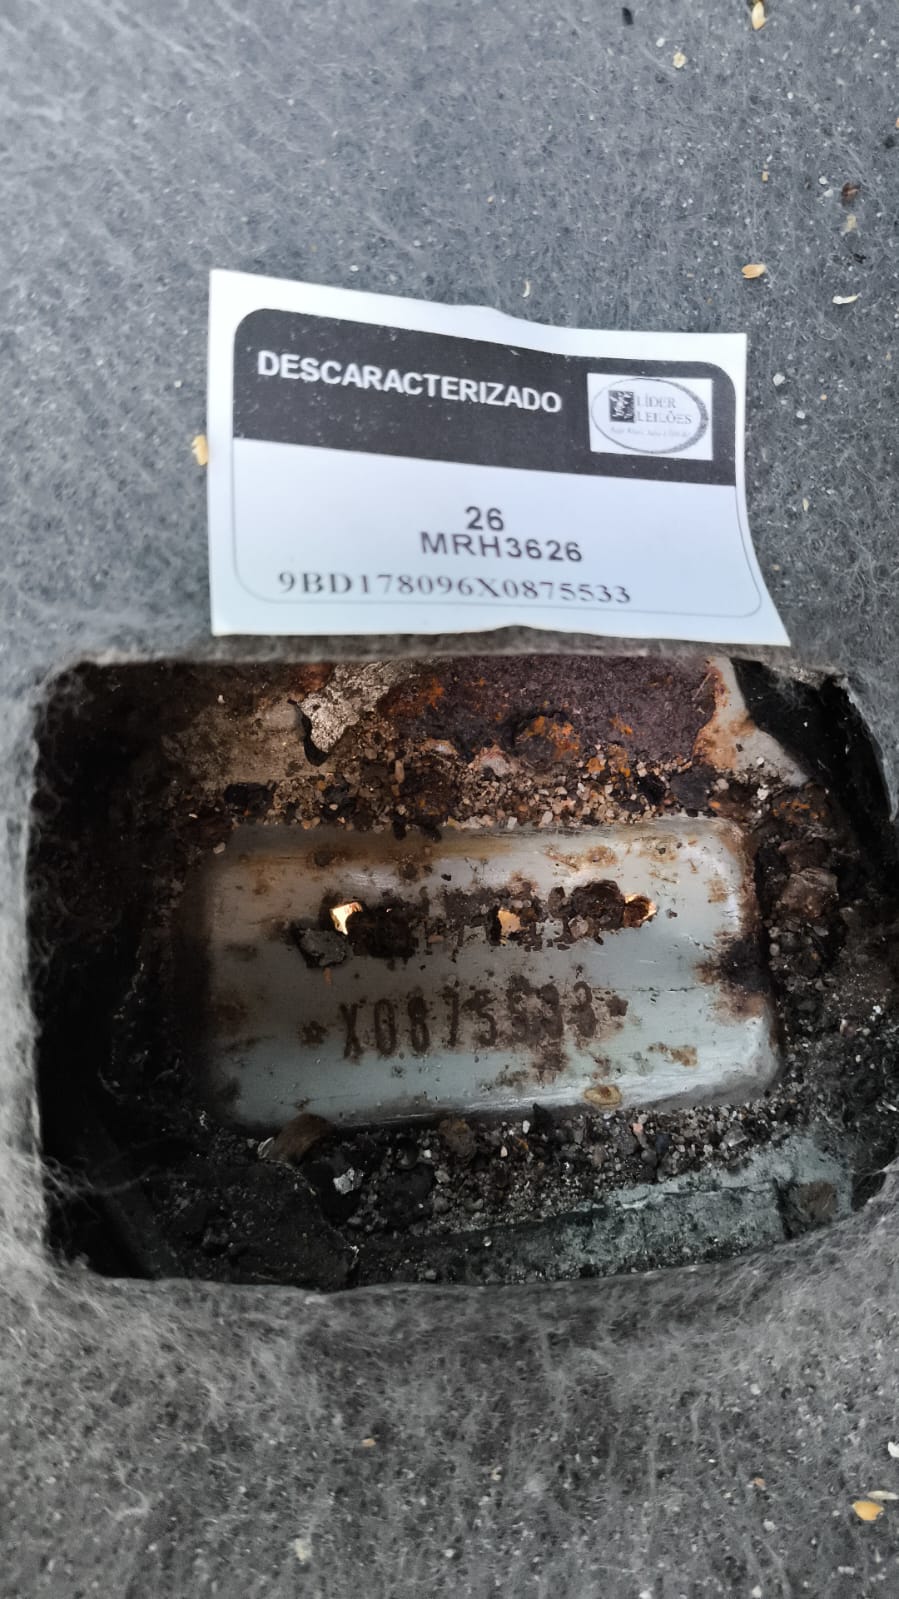 DESCARACTERIZADO
LÍDER
LEILÕES
26
MRH3626
9BD178096X0875533
X0875533